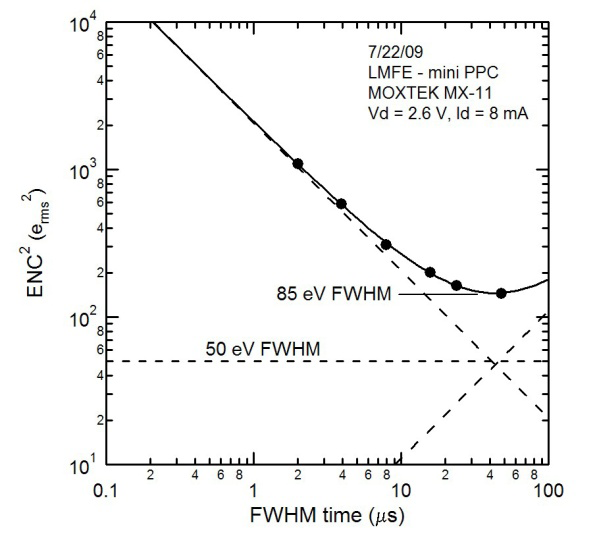 10^4
8
6
4
2
10^3
8
6
4
2
10^2
8
6
4
2
10^1
ENC^2 (e_rms^2)
7/22/09
LMFE - mini PPC
MOXTEK MX-11
Vd = 2.6 V, Id = 8 mA
85 eV FWHM
50 eV FWHM
2 4 6 8 2 4 6 8 2 4 6 8
0.1 1 10 100
FWHM time (μs)